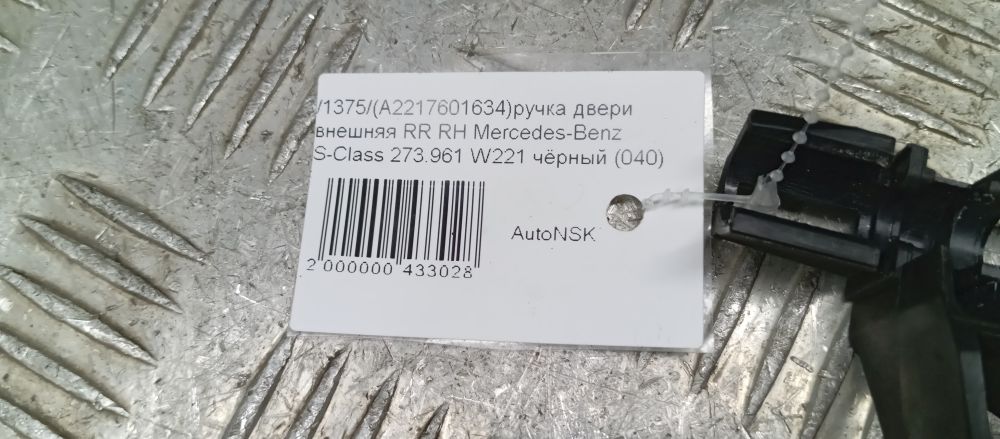 /1375/(A2217601634)ручка двери
внешняя RR RH Mercedes-Benz
S-Class 273.961 W221 чёрный (040)
AutoNSK
2 000000 433028